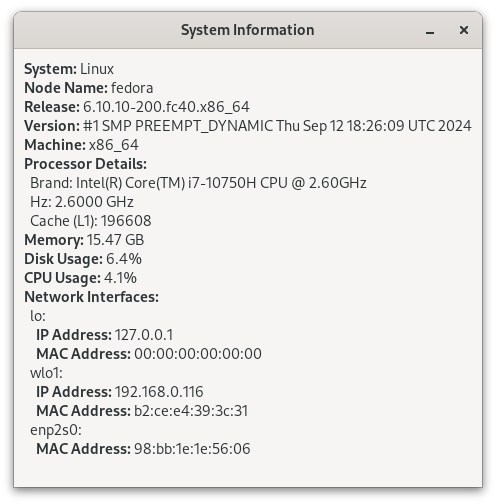 System Information
System: Linux
Node Name: fedora
Release: 6.10.10-200.fc40.x86_64
Version: #1 SMP PREEMPT_DYNAMIC Thu Sep 12 18:26:09 UTC 2024
Machine: x86_64
Processor Details:
Brand: Intel(R) Core(TM) i7-10750H CPU @ 2.60GHz
Hz: 2.6000 GHz
Cache (L1): 196608
Memory: 15.47 GB
Disk Usage: 6.4%
CPU Usage: 4.1%
Network Interfaces:
lo:
IP Address: 127.0.0.1
MAC Address: 00:00:00:00:00:00
wlo1:
IP Address: 192.168.0.116
MAC Address: b2:ce:e4:39:3c:31
enp2s0:
MAC Address: 98:bb:1e:1e:56:06